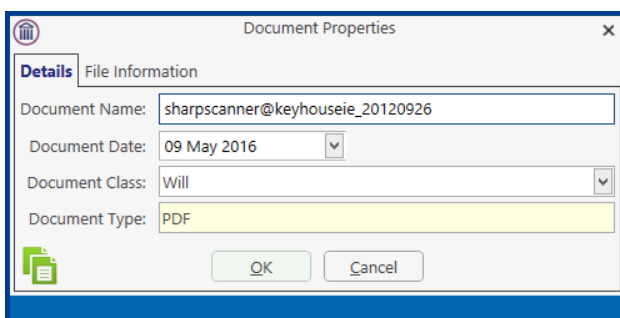 Document Properties
Details File Information
Document Name: sharpscanner@keyhouseie_20120926
Document Date: 09 May 2016
Document Class: Will
Document Type: PDF
OK Cancel